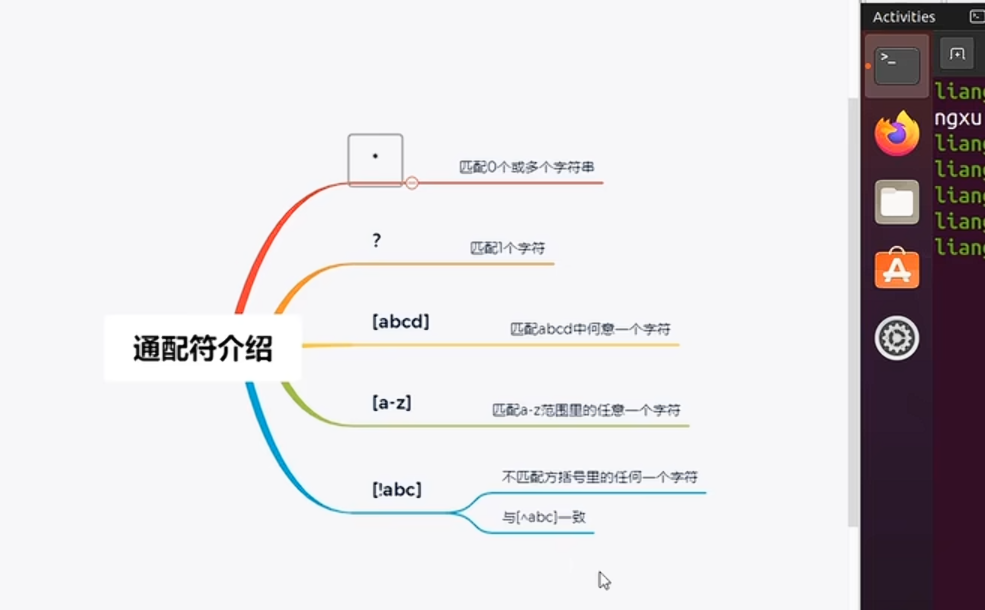 Activities
liang
ngxu
liang
liang
liang
liang
liang
通配符介绍
*
匹配0个或多个字符串
?
匹配1个字符
[abcd]
匹配abcd中何意一个字符
[a-z]
匹配a-z范围里的任意一个字符
[!abc]
不匹配方括号里的任何一个字符
与[^abc]一致